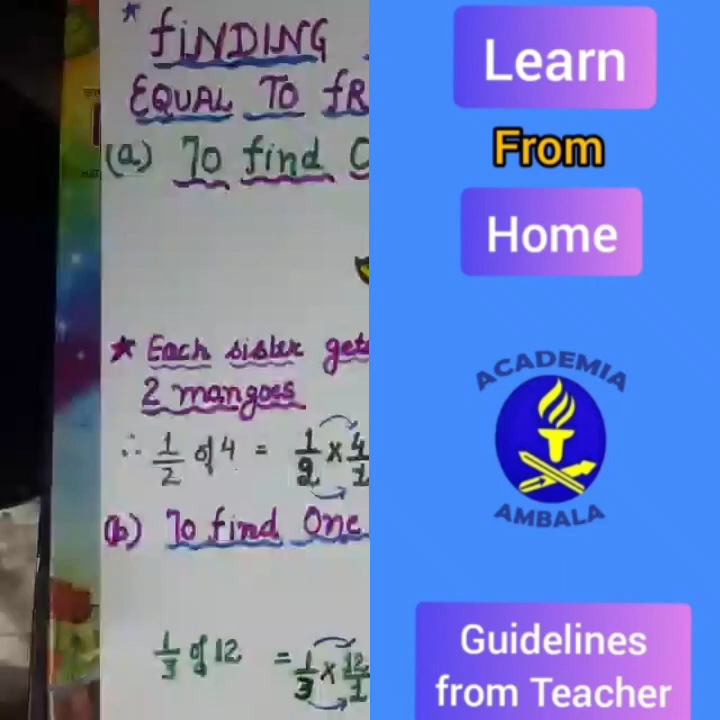 * FINDING
EQUAL TO FR
(a) To find O
★ Each sister gets
2 mangoes
∴ 1/2 of 4 = 1/2 × 4/1
(b) To find One
1/3 of 12 = 1/3 × 12/1
Learn
From
Home
ACADEMIA
AMBALA
Guidelines
from Teacher